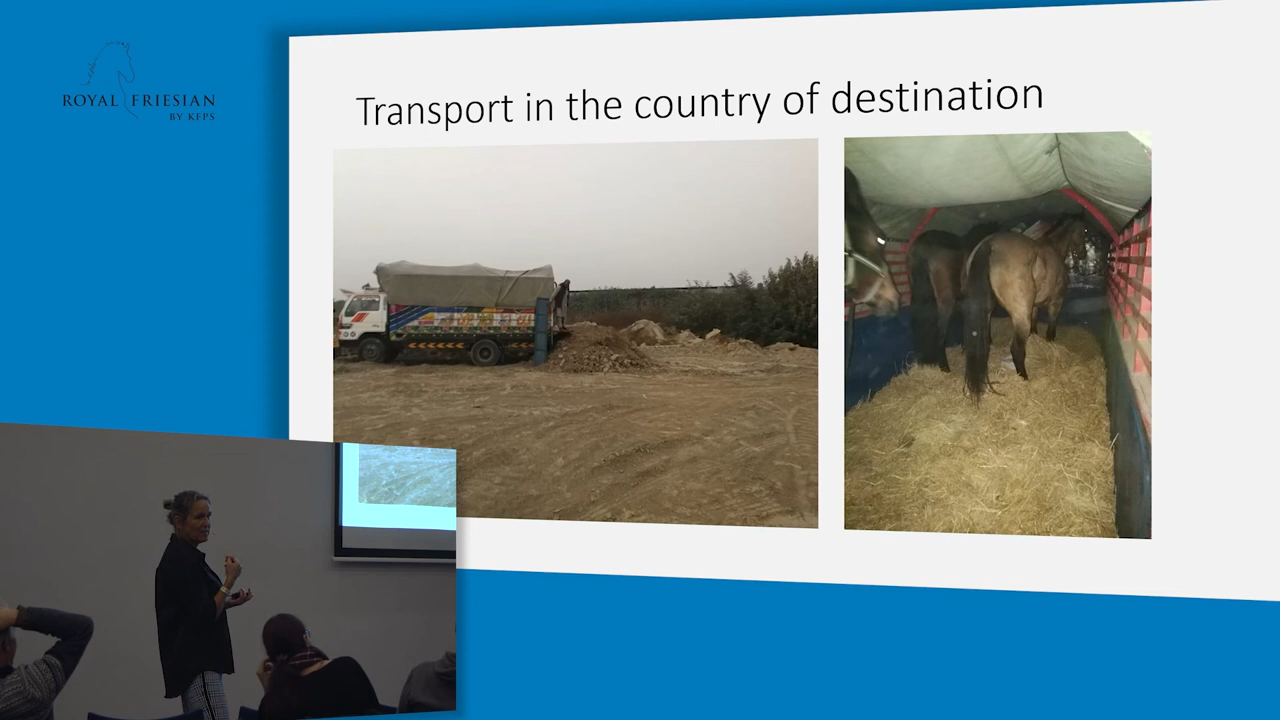 ROYAL FRIESIAN
BY KFPS
Transport in the country of destination